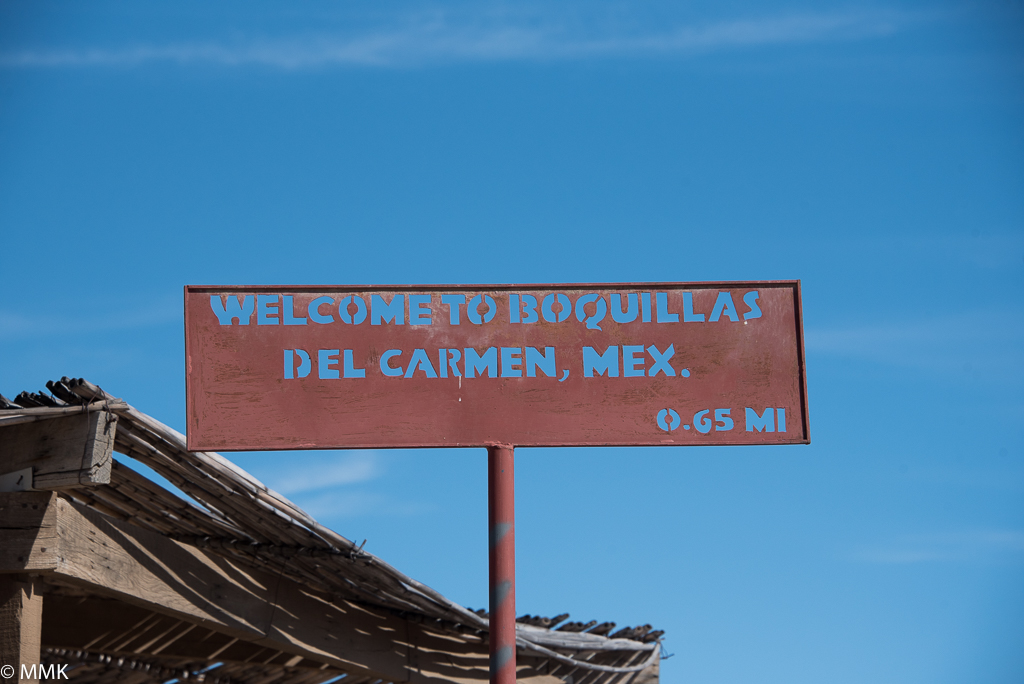 WELCOME TO BOQUILLAS
DEL CARMEN, MEX.
0.65 MI
© MMK